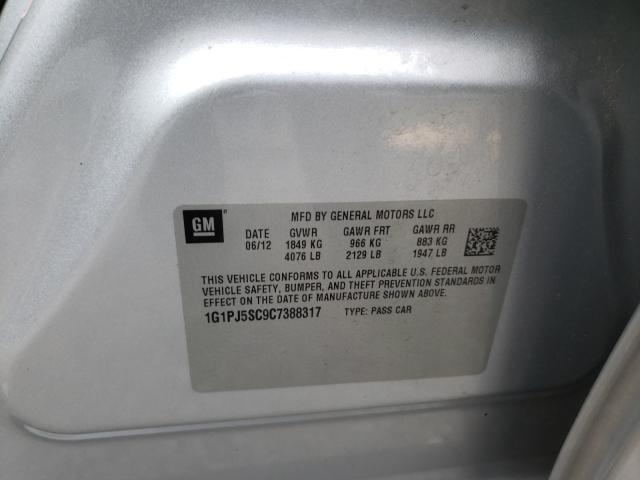 GM
MFD BY GENERAL MOTORS LLC
DATE GVWR GAWR FRT GAWR RR
06/12 1849 KG 966 KG 883 KG
4076 LB 2129 LB 1947 LB
THIS VEHICLE CONFORMS TO ALL APPLICABLE U.S. FEDERAL MOTOR
VEHICLE SAFETY, BUMPER, AND THEFT PREVENTION STANDARDS IN
EFFECT ON THE DATE OF MANUFACTURE SHOWN ABOVE.
1G1PJ5SC9C7388317 TYPE: PASS CAR